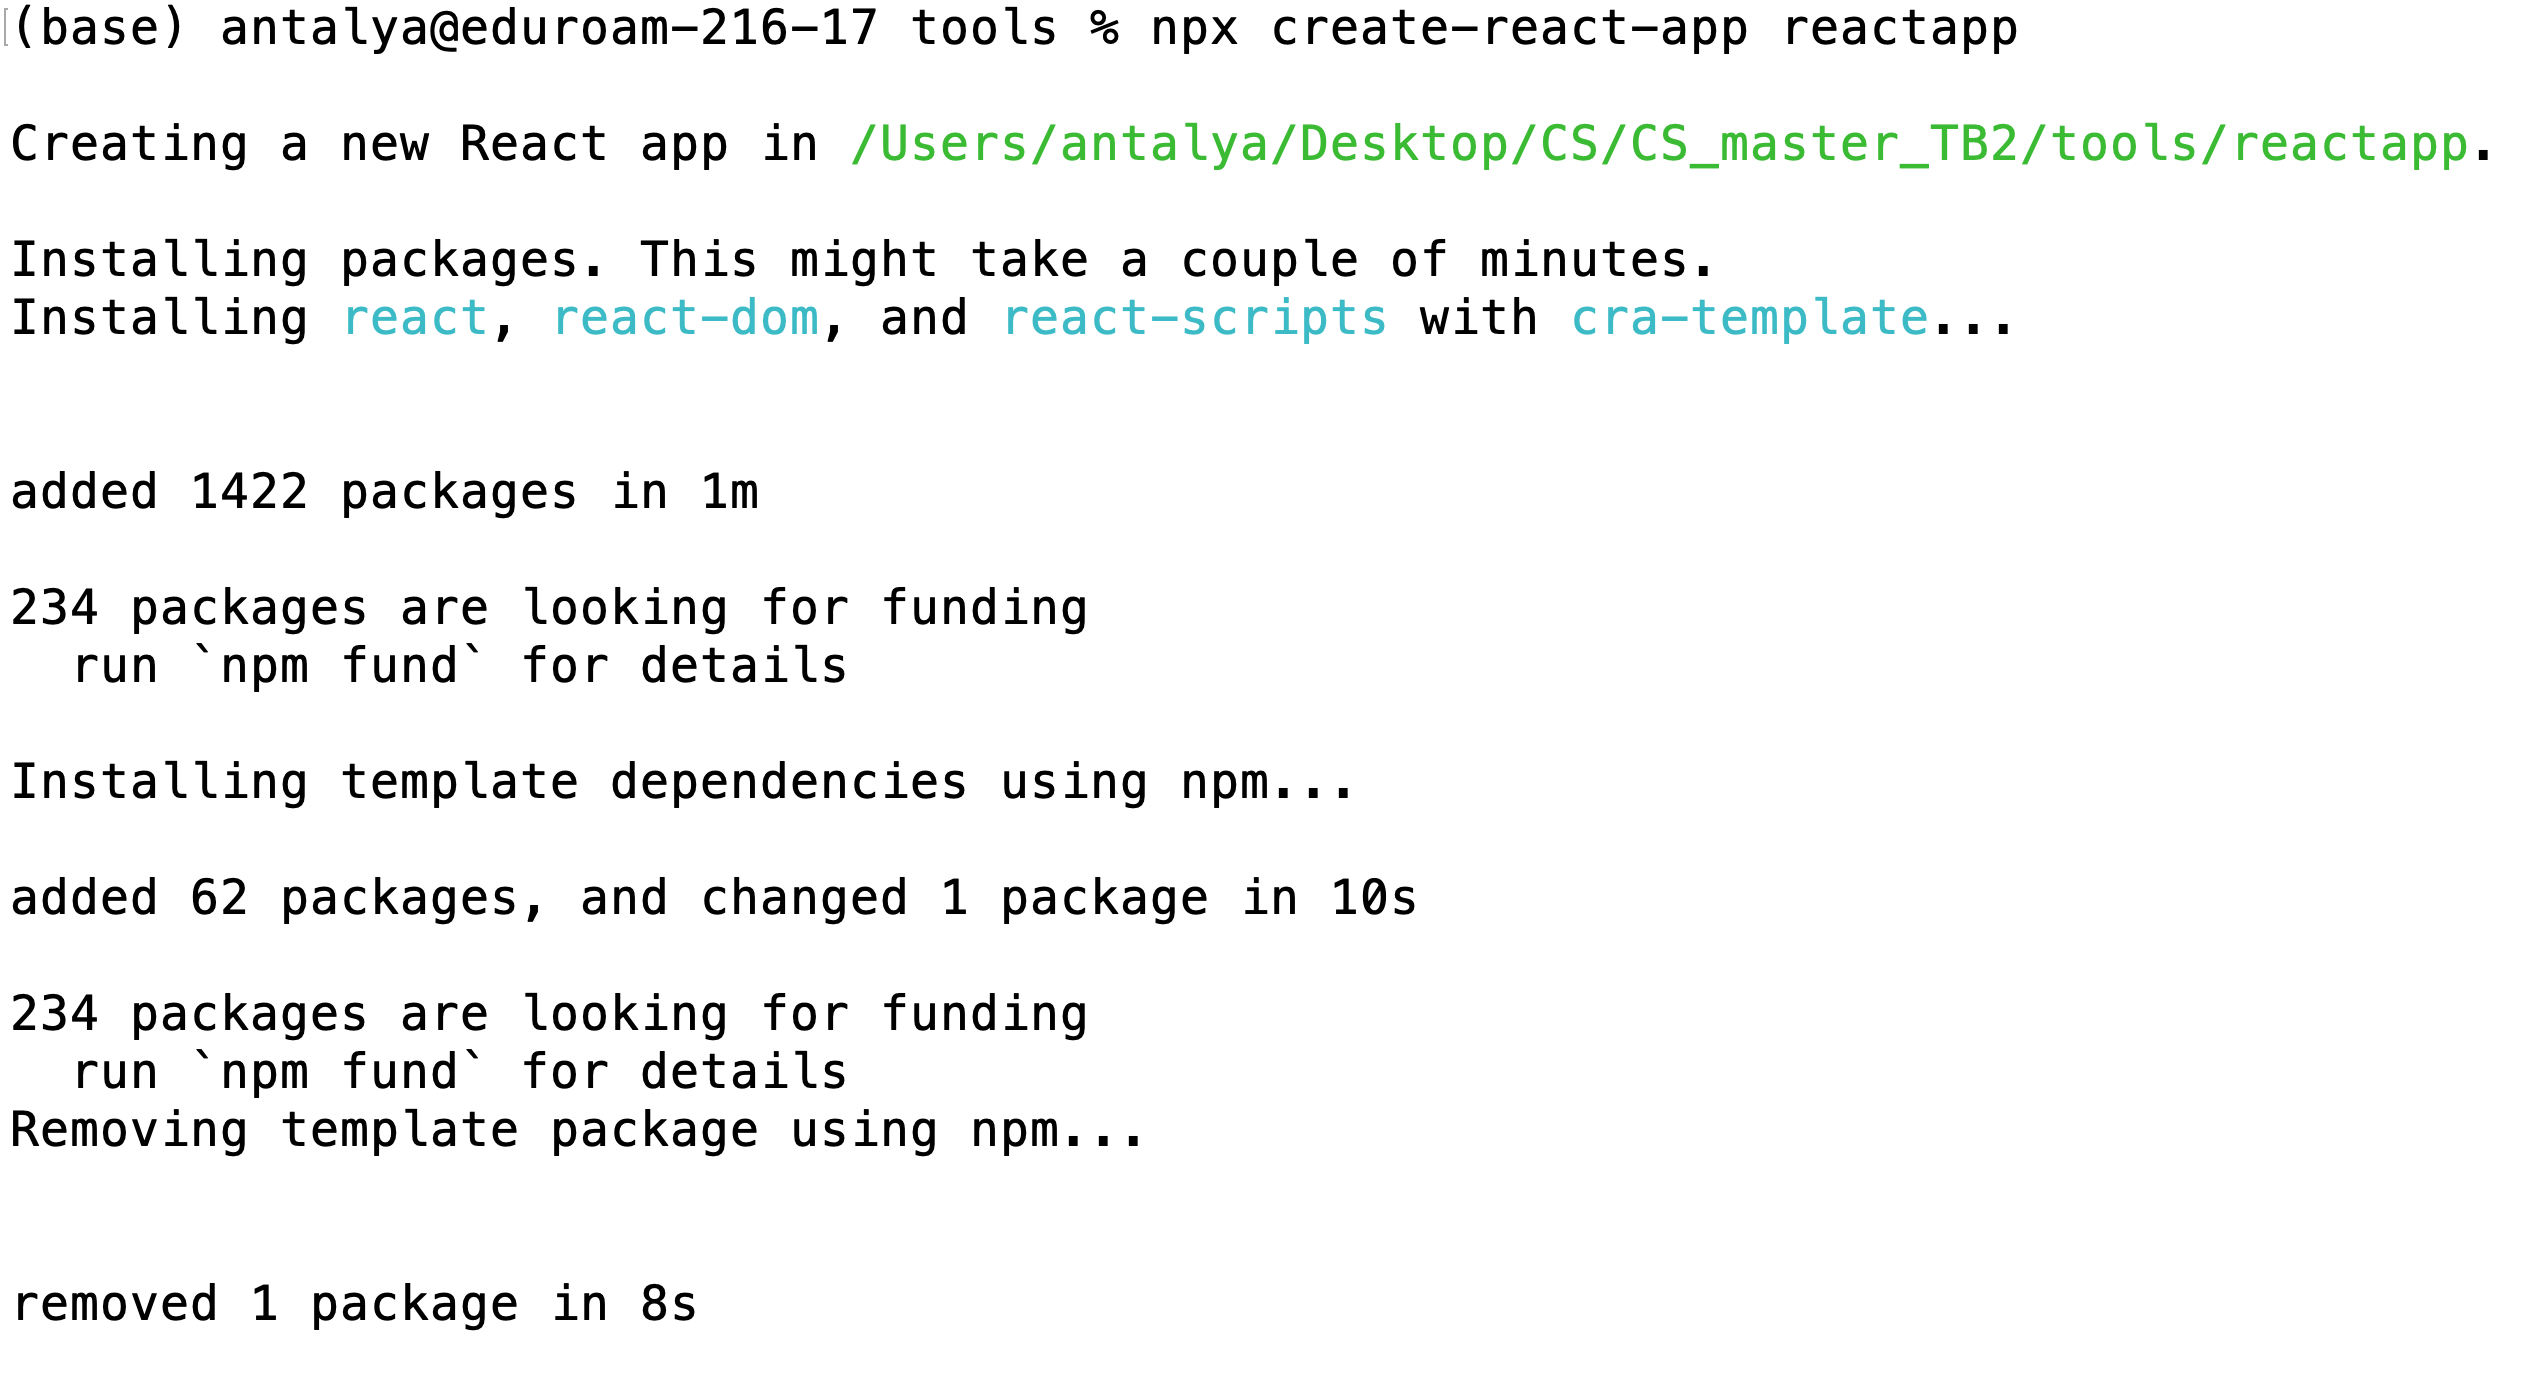 (base) antalya@eduroam-216-17 tools % npx create-react-app reactapp
Creating a new React app in /Users/antalya/Desktop/CS/CS_master_TB2/tools/reactapp.
Installing packages. This might take a couple of minutes.
Installing react, react-dom, and react-scripts with cra-template...
added 1422 packages in 1m
234 packages are looking for funding
  run `npm fund` for details
Installing template dependencies using npm...
added 62 packages, and changed 1 package in 10s
234 packages are looking for funding
  run `npm fund` for details
Removing template package using npm...
removed 1 package in 8s